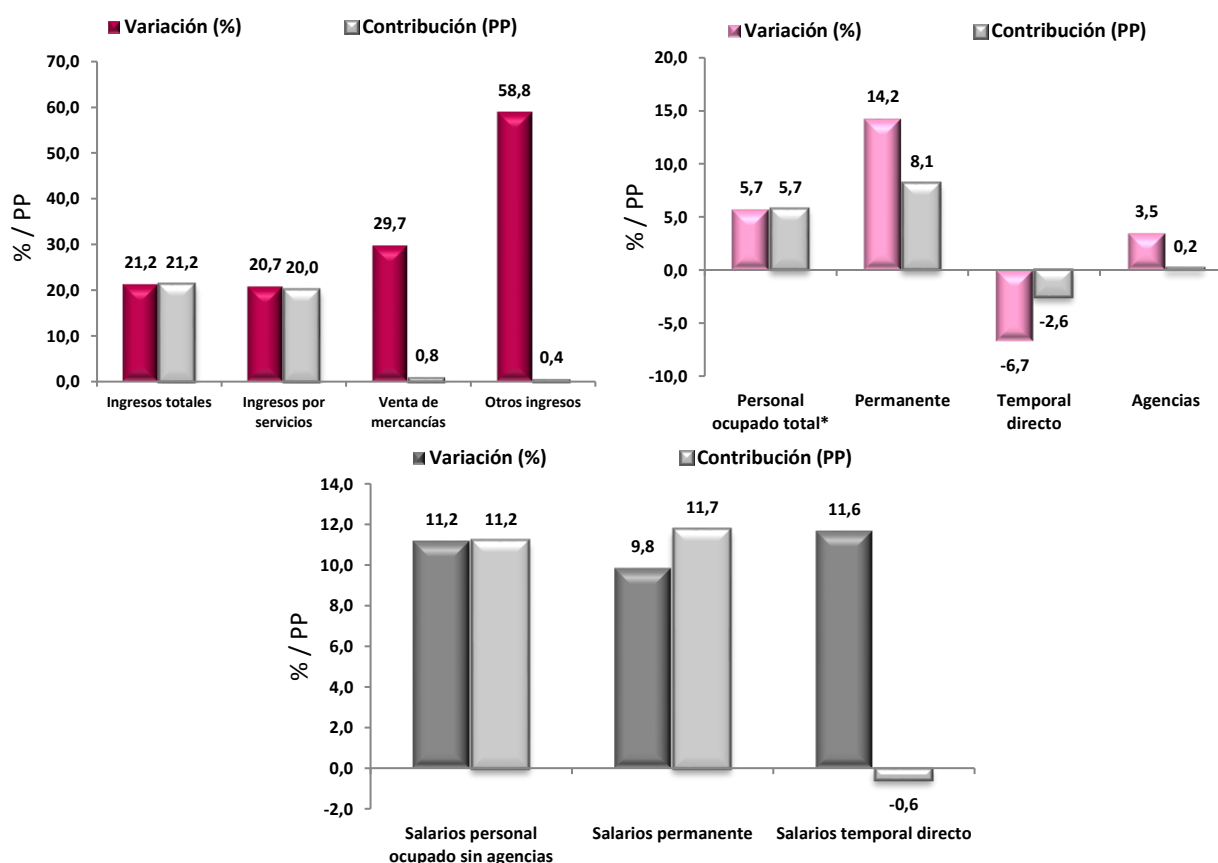 Variación (%) Contribución (PP)
70,0
60,0
50,0
40,0
30,0
20,0
10,0
0,0
% / PP
21,2 21,2
20,7 20,0
29,7
0,8
58,8
0,4
Ingresos totales
Ingresos por
servicios
Venta de
mercancías
Otros ingresos
Variación (%) Contribución (PP)
20,0
15,0
10,0
5,0
0,0
-5,0
-10,0
% / PP
5,7 5,7
14,2
8,1
-6,7
-2,6
3,5
0,2
Personal
ocupado total*
Permanente
Temporal
directo
Agencias
Variación (%) Contribución (PP)
14,0
12,0
10,0
8,0
6,0
4,0
2,0
0,0
-2,0
% / PP
11,2 11,2
9,8
11,7
11,6
-0,6
Salarios personal
ocupado sin agencias
Salarios permanente
Salarios temporal directo